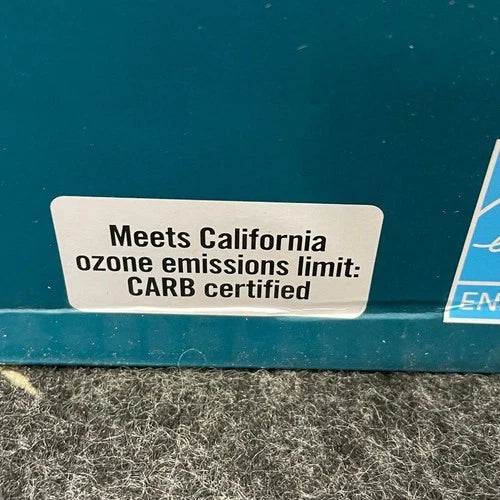 Meets California
ozone emissions limit:
CARB certified